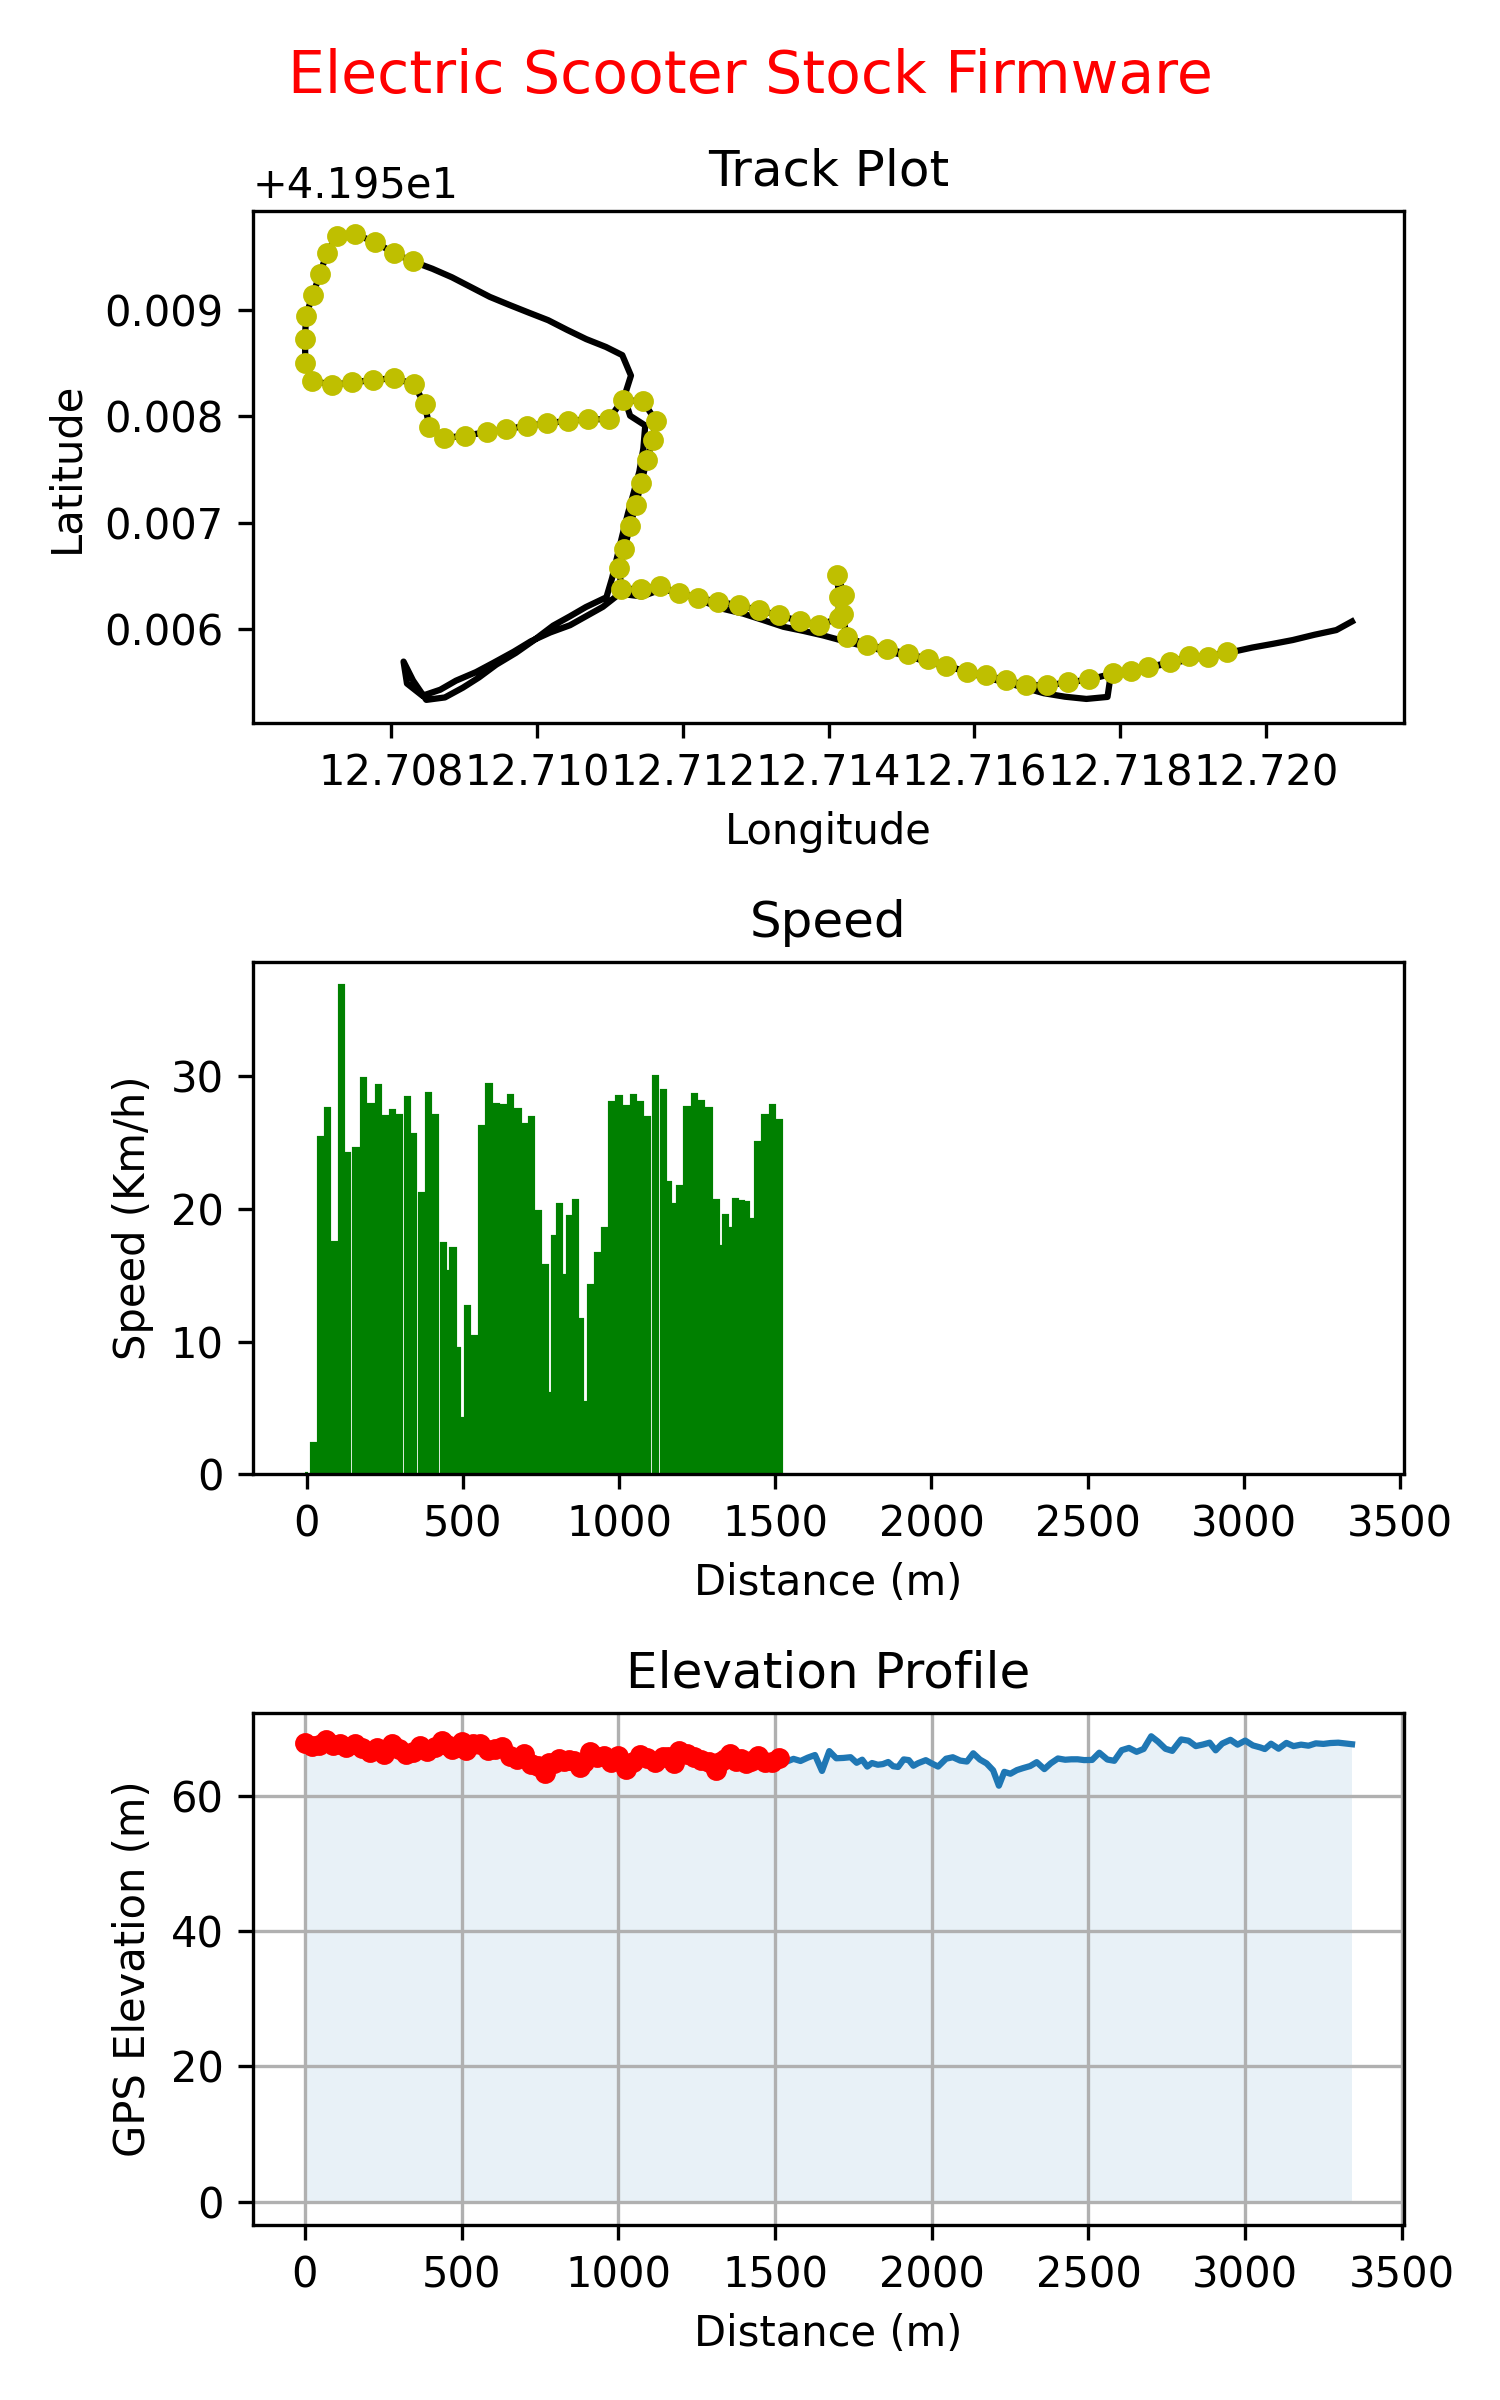 Electric Scooter Stock Firmware
Track Plot
+4.195e1
0.009
0.008
0.007
0.006
Latitude
12.708 12.710 12.712 12.714 12.716 12.718 12.720
Longitude
Speed
30
20
10
0
Speed (Km/h)
0 500 1000 1500 2000 2500 3000 3500
Distance (m)
Elevation Profile
60
40
20
0
GPS Elevation (m)
0 500 1000 1500 2000 2500 3000 3500
Distance (m)